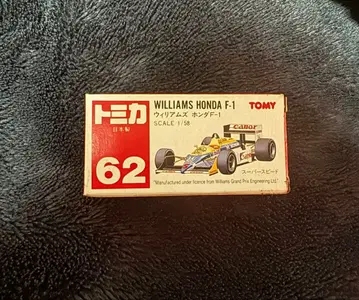 トミカ
日本製
62
WILLIAMS HONDA F-1
ウィリアムズ ホンダF-1
SCALE 1/58
TOMY
Canon
スーパースピード
"Manufactured under licence from Williams Grand Prix Engineering Ltd."